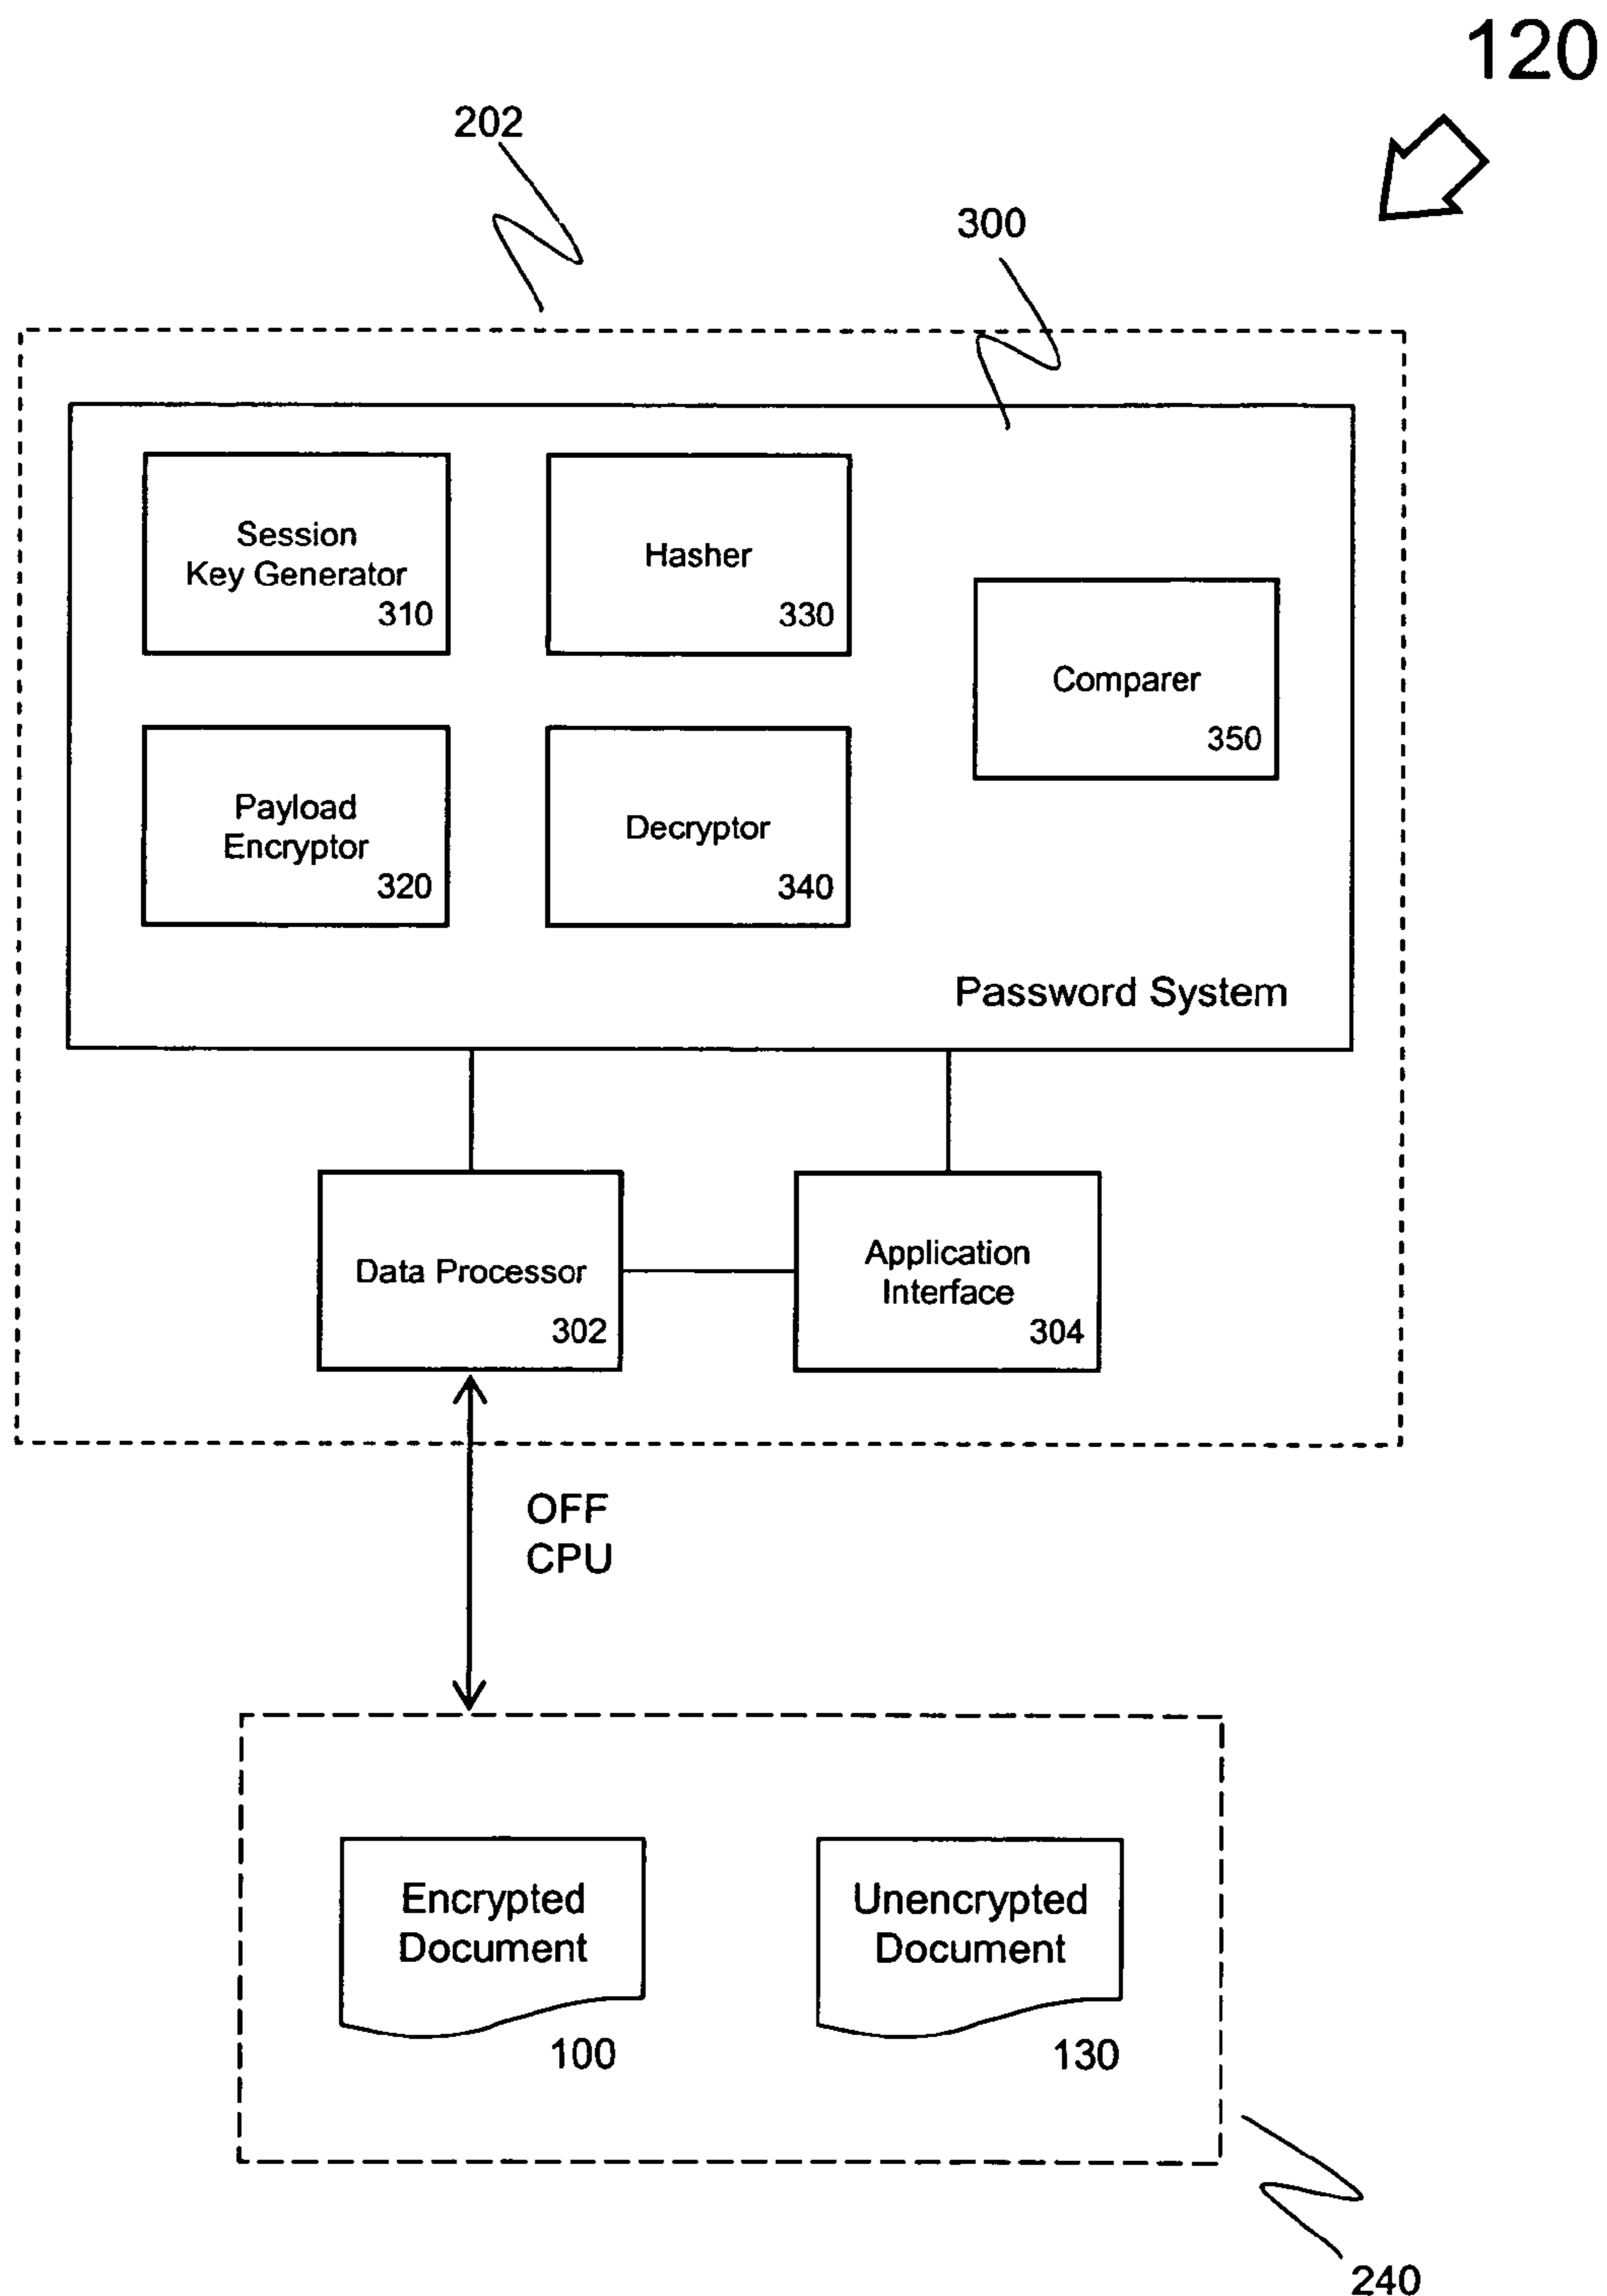 120
202
300
Session
Key Generator
310
Hasher
330
Comparer
350
Payload
Encryptor
320
Decryptor
340
Password System
Data Processor
302
Application
Interface
304
OFF
CPU
Encrypted
Document
100
Unencrypted
Document
130
240